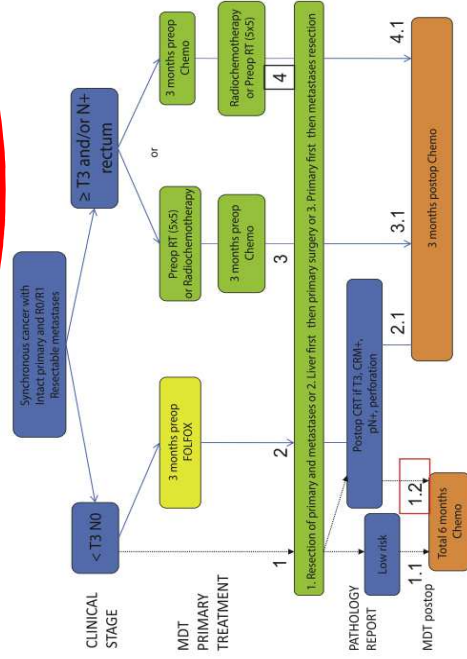 Synchronous cancer with
Intact primary and R0/R1
Resectable metastases
CLINICAL
STAGE
< T3 N0
≥ T3 and/or N+
rectum
MDT
PRIMARY
TREATMENT
3 months preop
FOLFOX
Preop RT (5x5)
or Radiochemotherapy
or
3 months preop
Chemo
3 months preop
Chemo
Radiochemotherapy
or Preop RT (5x5)
1
2
3
4
1. Resection of primary and metastases or 2. Liver first then primary surgery or 3. Primary first then metastases resection
PATHOLOGY
REPORT
Low risk
Postop CRT if T3, CRM+,
pN+, perforation
MDT postop
1.1
1.2
2.1
3.1
4.1
Total 6 months
Chemo
3 months postop Chemo